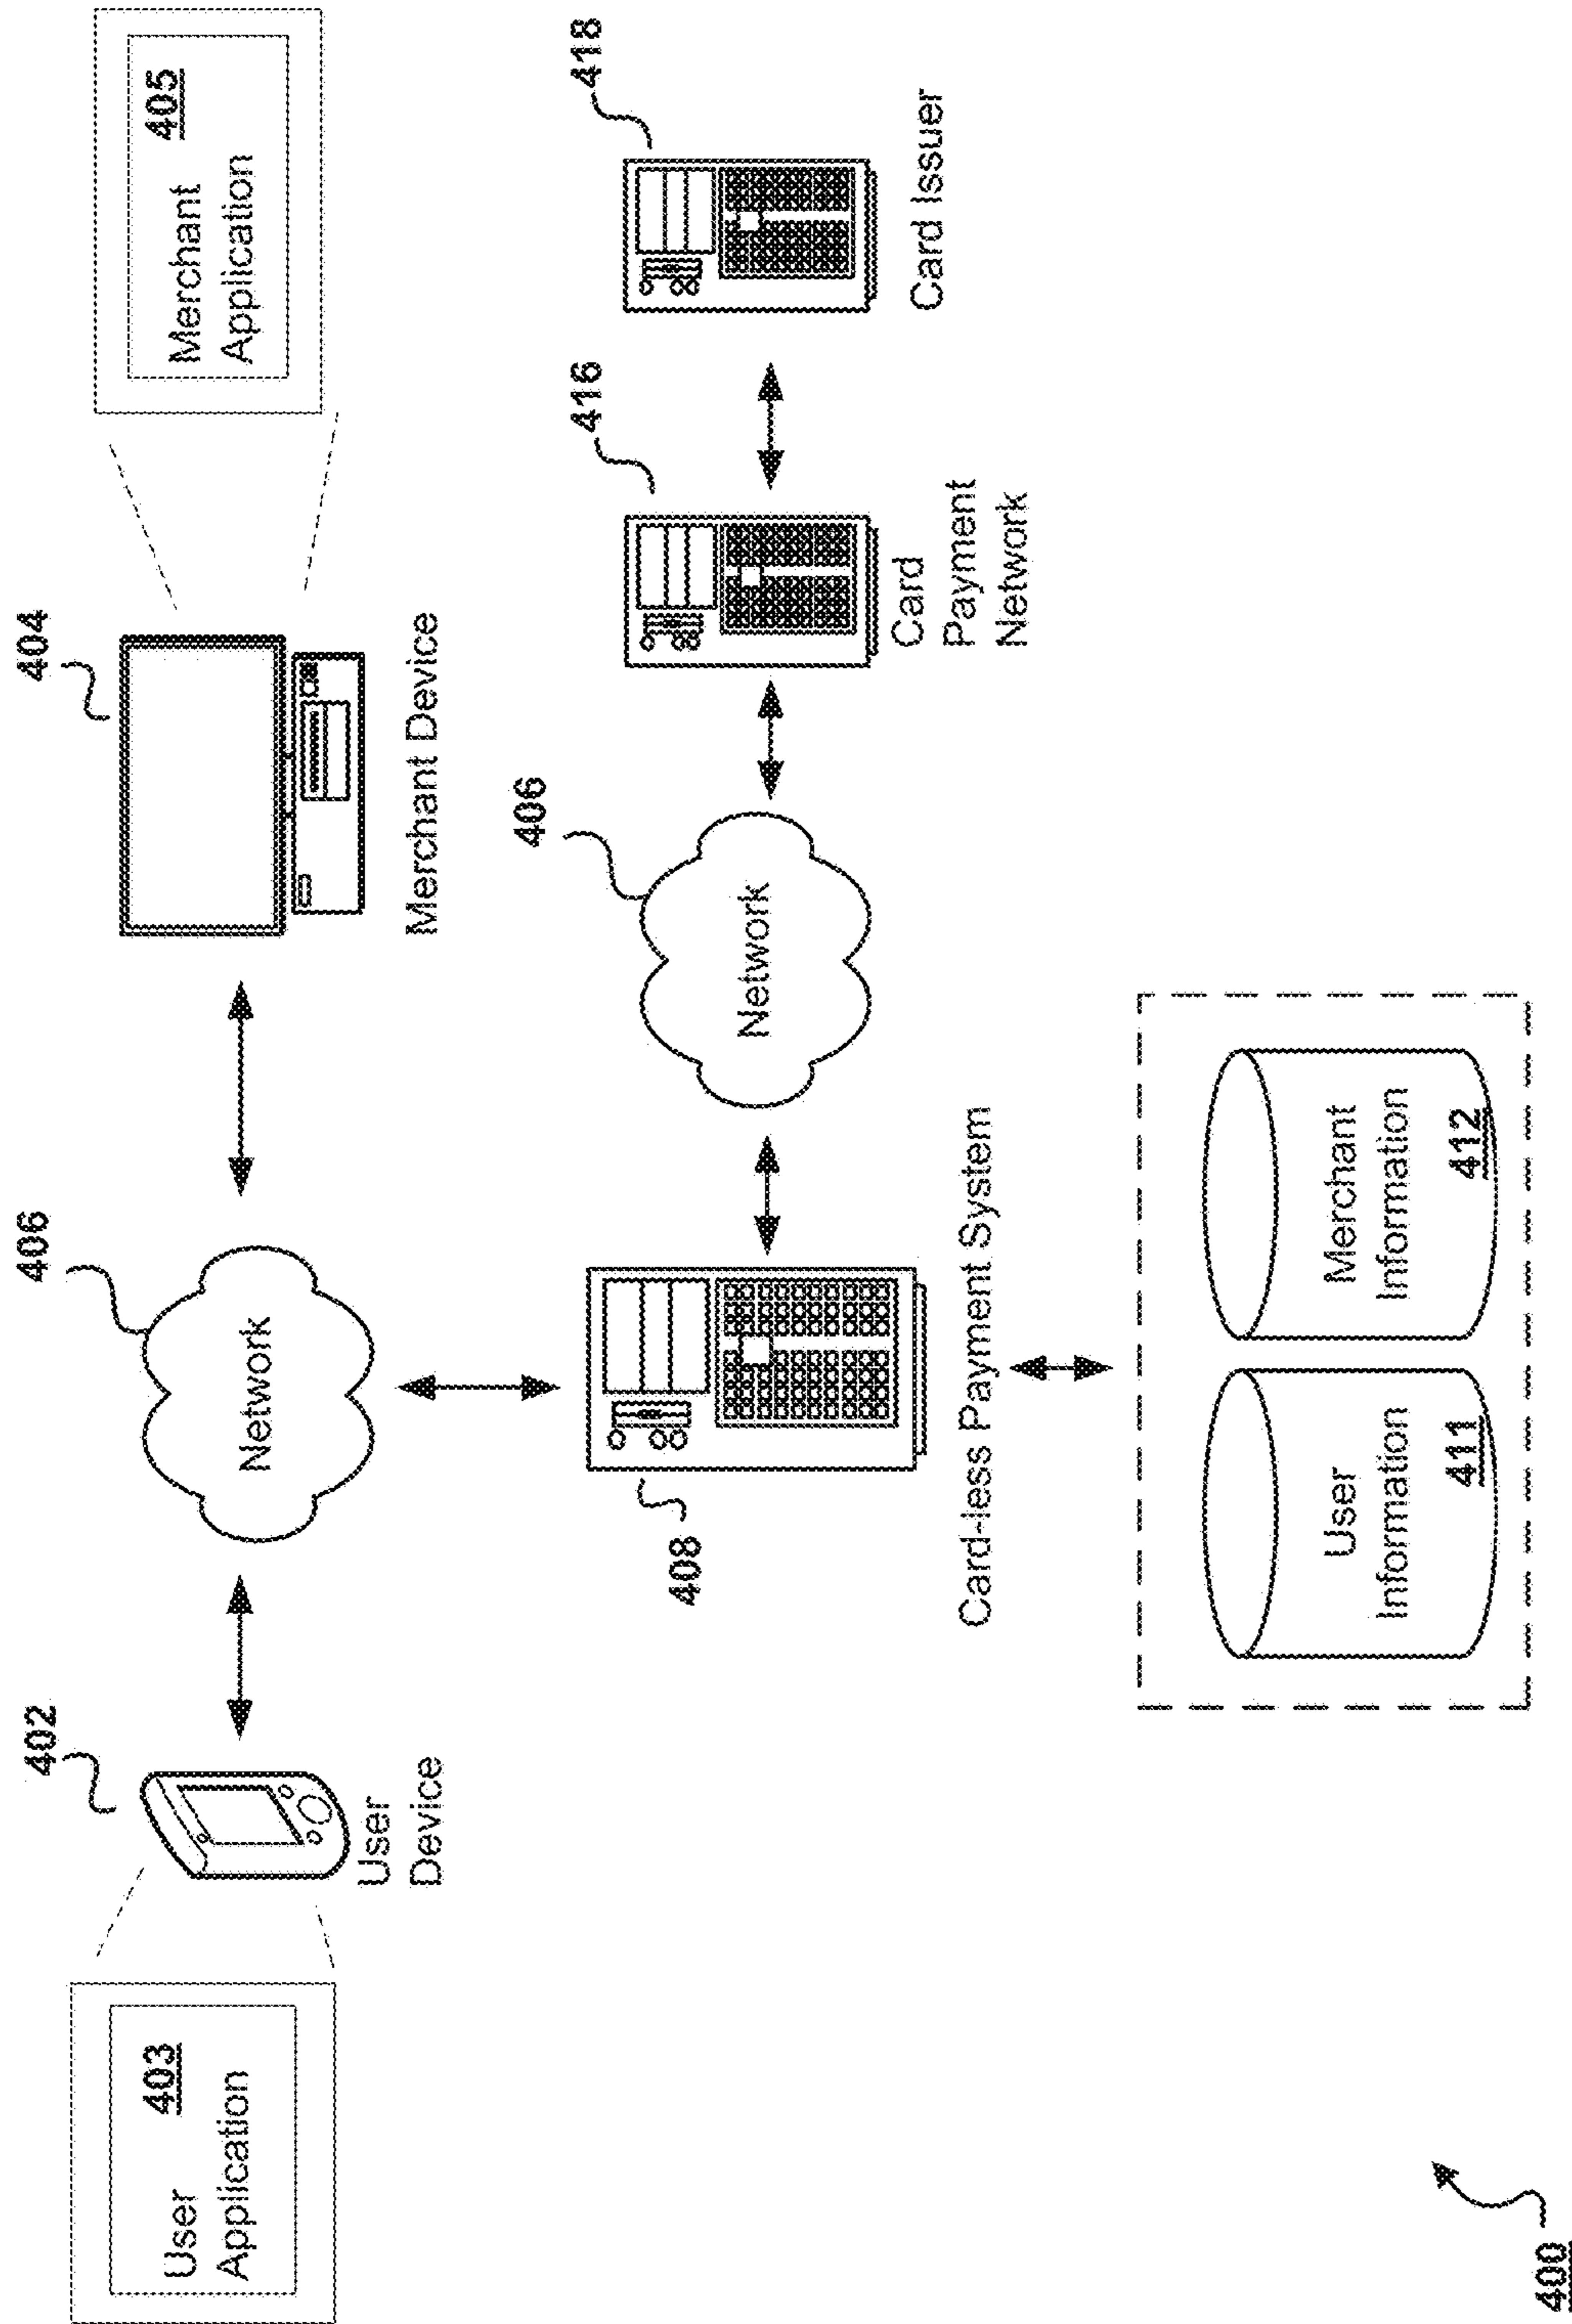 402
406
404
User
403
Application
Network
Merchant
405
Application
User
Device
Merchant Device
408
406
416
418
Network
Card-less Payment System
Card
Payment
Network
Card Issuer
User
Information
411
Merchant
Information
412
400